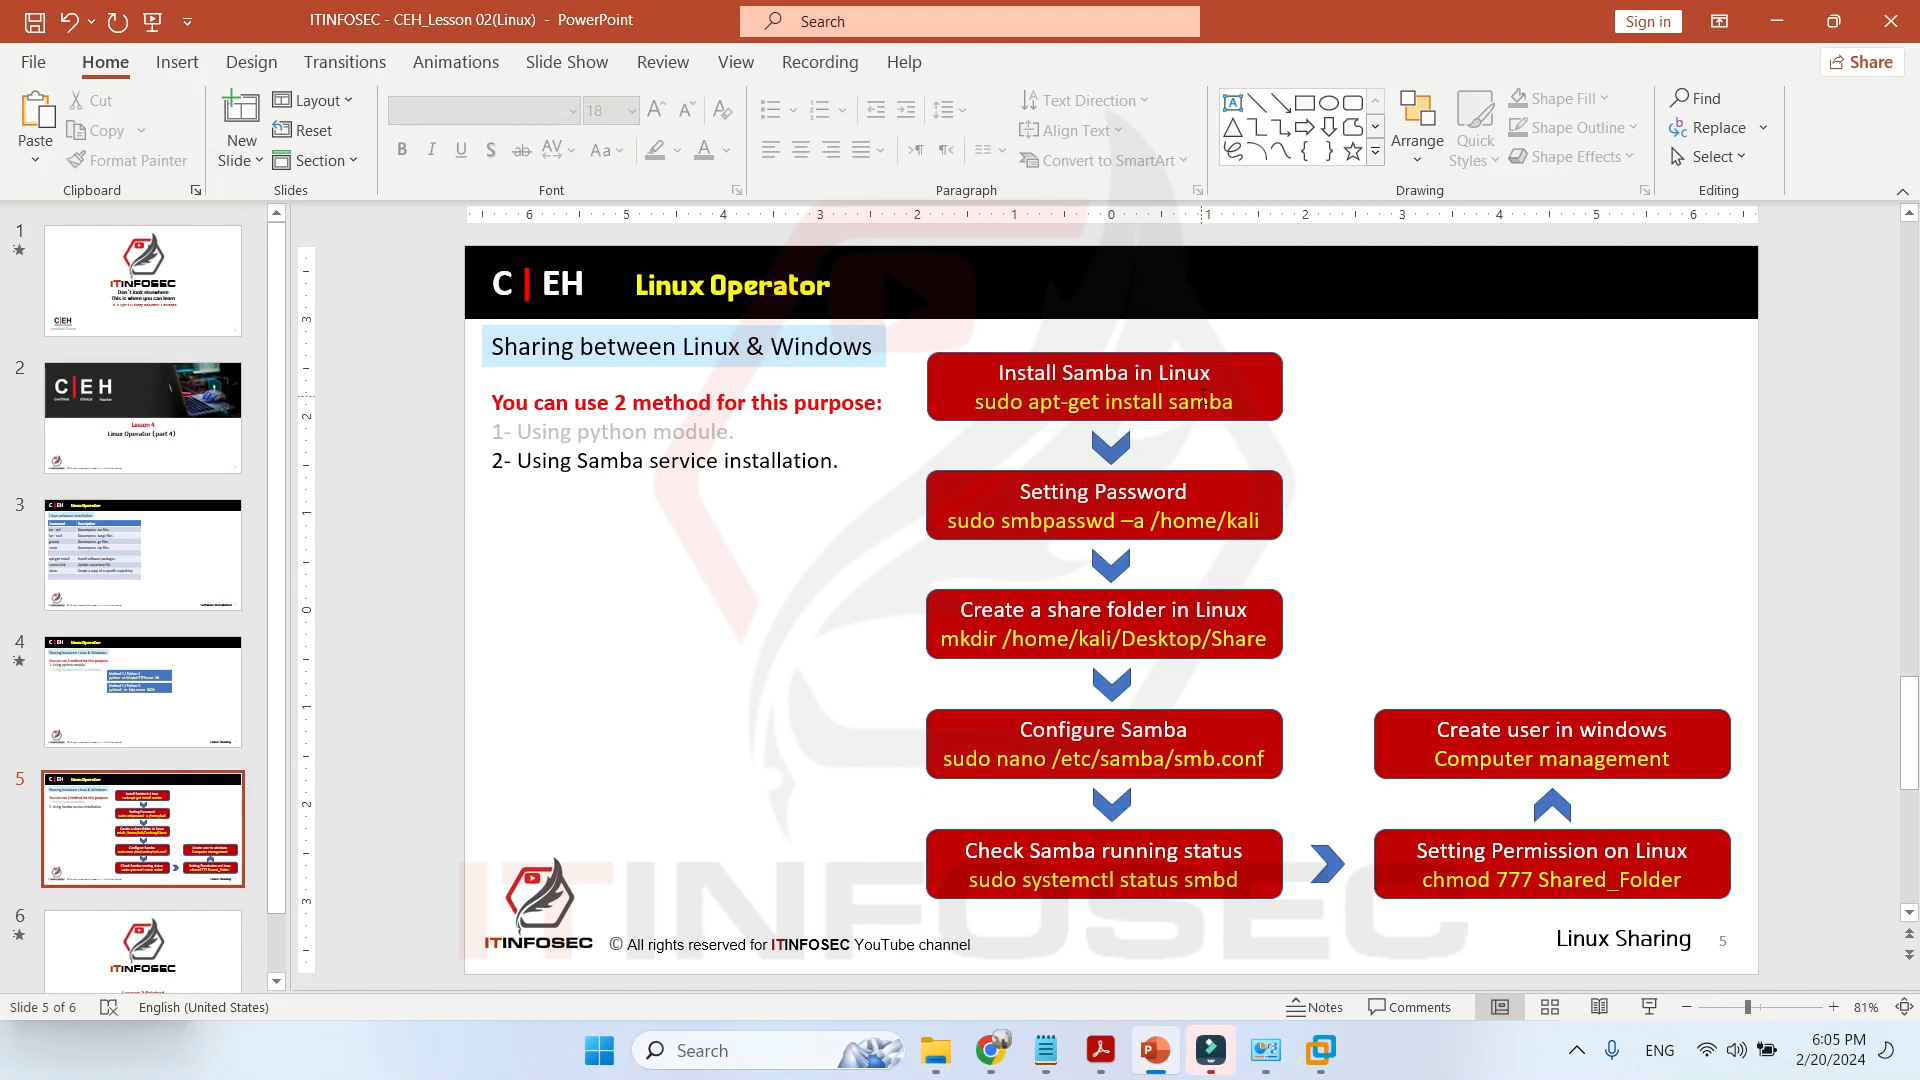 ITINFOSEC - CEH_Lesson 02(Linux) - PowerPoint
Search
Sign in
File
Home
Insert
Design
Transitions
Animations
Slide Show
Review
View
Recording
Help
Share
Paste
Cut
Copy
Format Painter
Clipboard
New
Slide
Layout
Reset
Section
Slides
18
Font
Text Direction
Align Text
Convert to SmartArt
Paragraph
Arrange
Quick
Styles
Shape Fill
Shape Outline
Shape Effects
Drawing
Find
Replace
Select
Editing
1
2
3
4
5
6
C|EH Linux Operator
Sharing between Linux & Windows
You can use 2 method for this purpose:
1- Using python module.
2- Using Samba service installation.
Install Samba in Linux
sudo apt-get install samba
Setting Password
sudo smbpasswd –a /home/kali
Create a share folder in Linux
mkdir /home/kali/Desktop/Share
Configure Samba
sudo nano /etc/samba/smb.conf
Check Samba running status
sudo systemctl status smbd
Setting Permission on Linux
chmod 777 Shared_Folder
Create user in windows
Computer management
ITINFOSEC
© All rights reserved for ITINFOSEC YouTube channel
Linux Sharing 5
ITINFOSEC
Slide 5 of 6
English (United States)
Notes
Comments
81%
Search
ENG
6:05 PM
2/20/2024